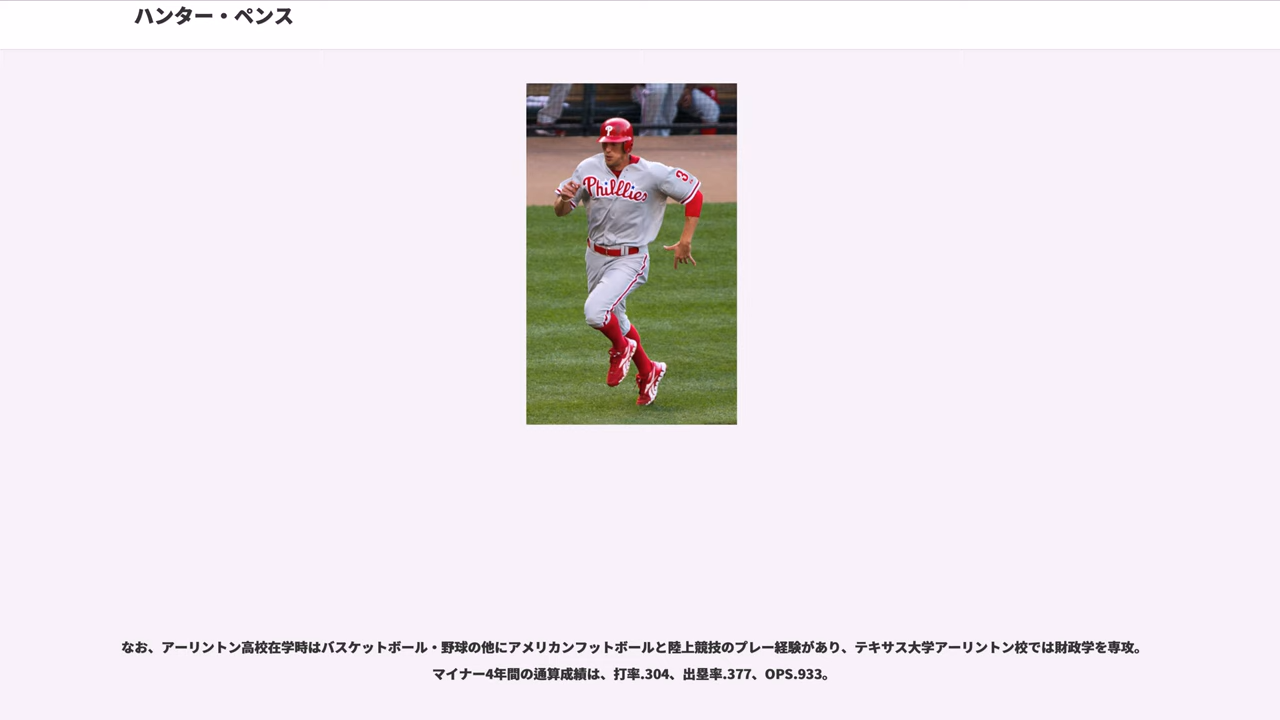 ハンター・ペンス
P
Phillies
3
なお、アーリントン高校在学時はバスケットボール・野球の他にアメリカンフットボールと陸上競技のプレー経験があり、テキサス大学アーリントン校では財政学を専攻。
マイナー4年間の通算成績は、打率.304、出塁率.377、OPS.933。